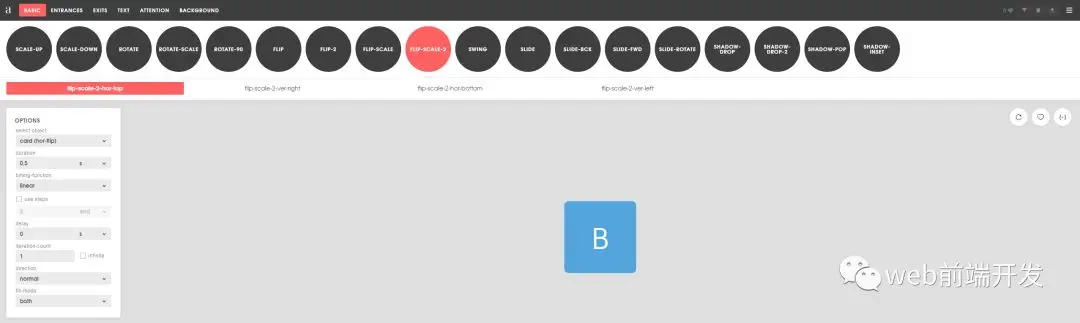 BASIC ENTRANCES EXITS TEXT ATTENTION BACKGROUND
SCALE-UP SCALE-DOWN ROTATE ROTATE-SCALE ROTATE-90 FLIP FLIP-2 FLIP-SCALE FLIP-SCALE-2 SWING SLIDE SLIDE-BCK SLIDE-FWD SLIDE-ROTATE SHADOW-DROP SHADOW-DROP-2 SHADOW-POP SHADOW-INSET
flip-scale-2-hor-top flip-scale-2-ver-right flip-scale-2-hor-bottom flip-scale-2-ver-left
OPTIONS
select object
card (hor-flip)
duration
0.5 s
timing-function
linear
use steps
end
delay
0 s
iteration-count
1 infinite
direction
normal
fill-mode
both
B
web前端开发